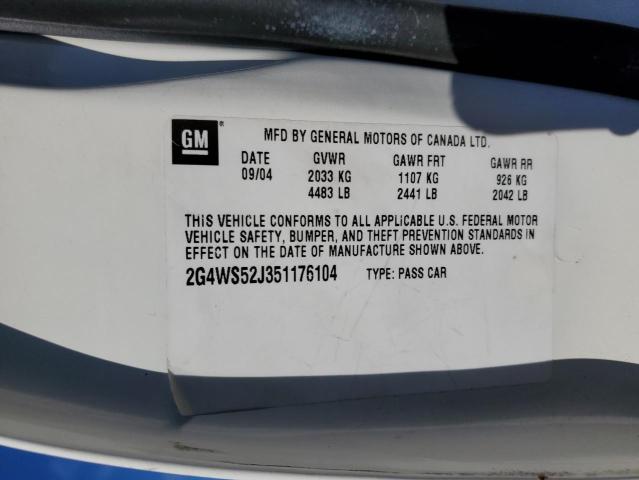 GM ® MFD BY GENERAL MOTORS OF CANADA LTD.
DATE GVWR GAWR FRT GAWR RR
09/04 2033 KG 1107 KG 926 KG
4483 LB 2441 LB 2042 LB
THIS VEHICLE CONFORMS TO ALL APPLICABLE U.S. FEDERAL MOTOR
VEHICLE SAFETY, BUMPER, AND THEFT PREVENTION STANDARDS IN
EFFECT ON THE DATE OF MANUFACTURE SHOWN ABOVE.
2G4WS52J351176104 TYPE: PASS CAR